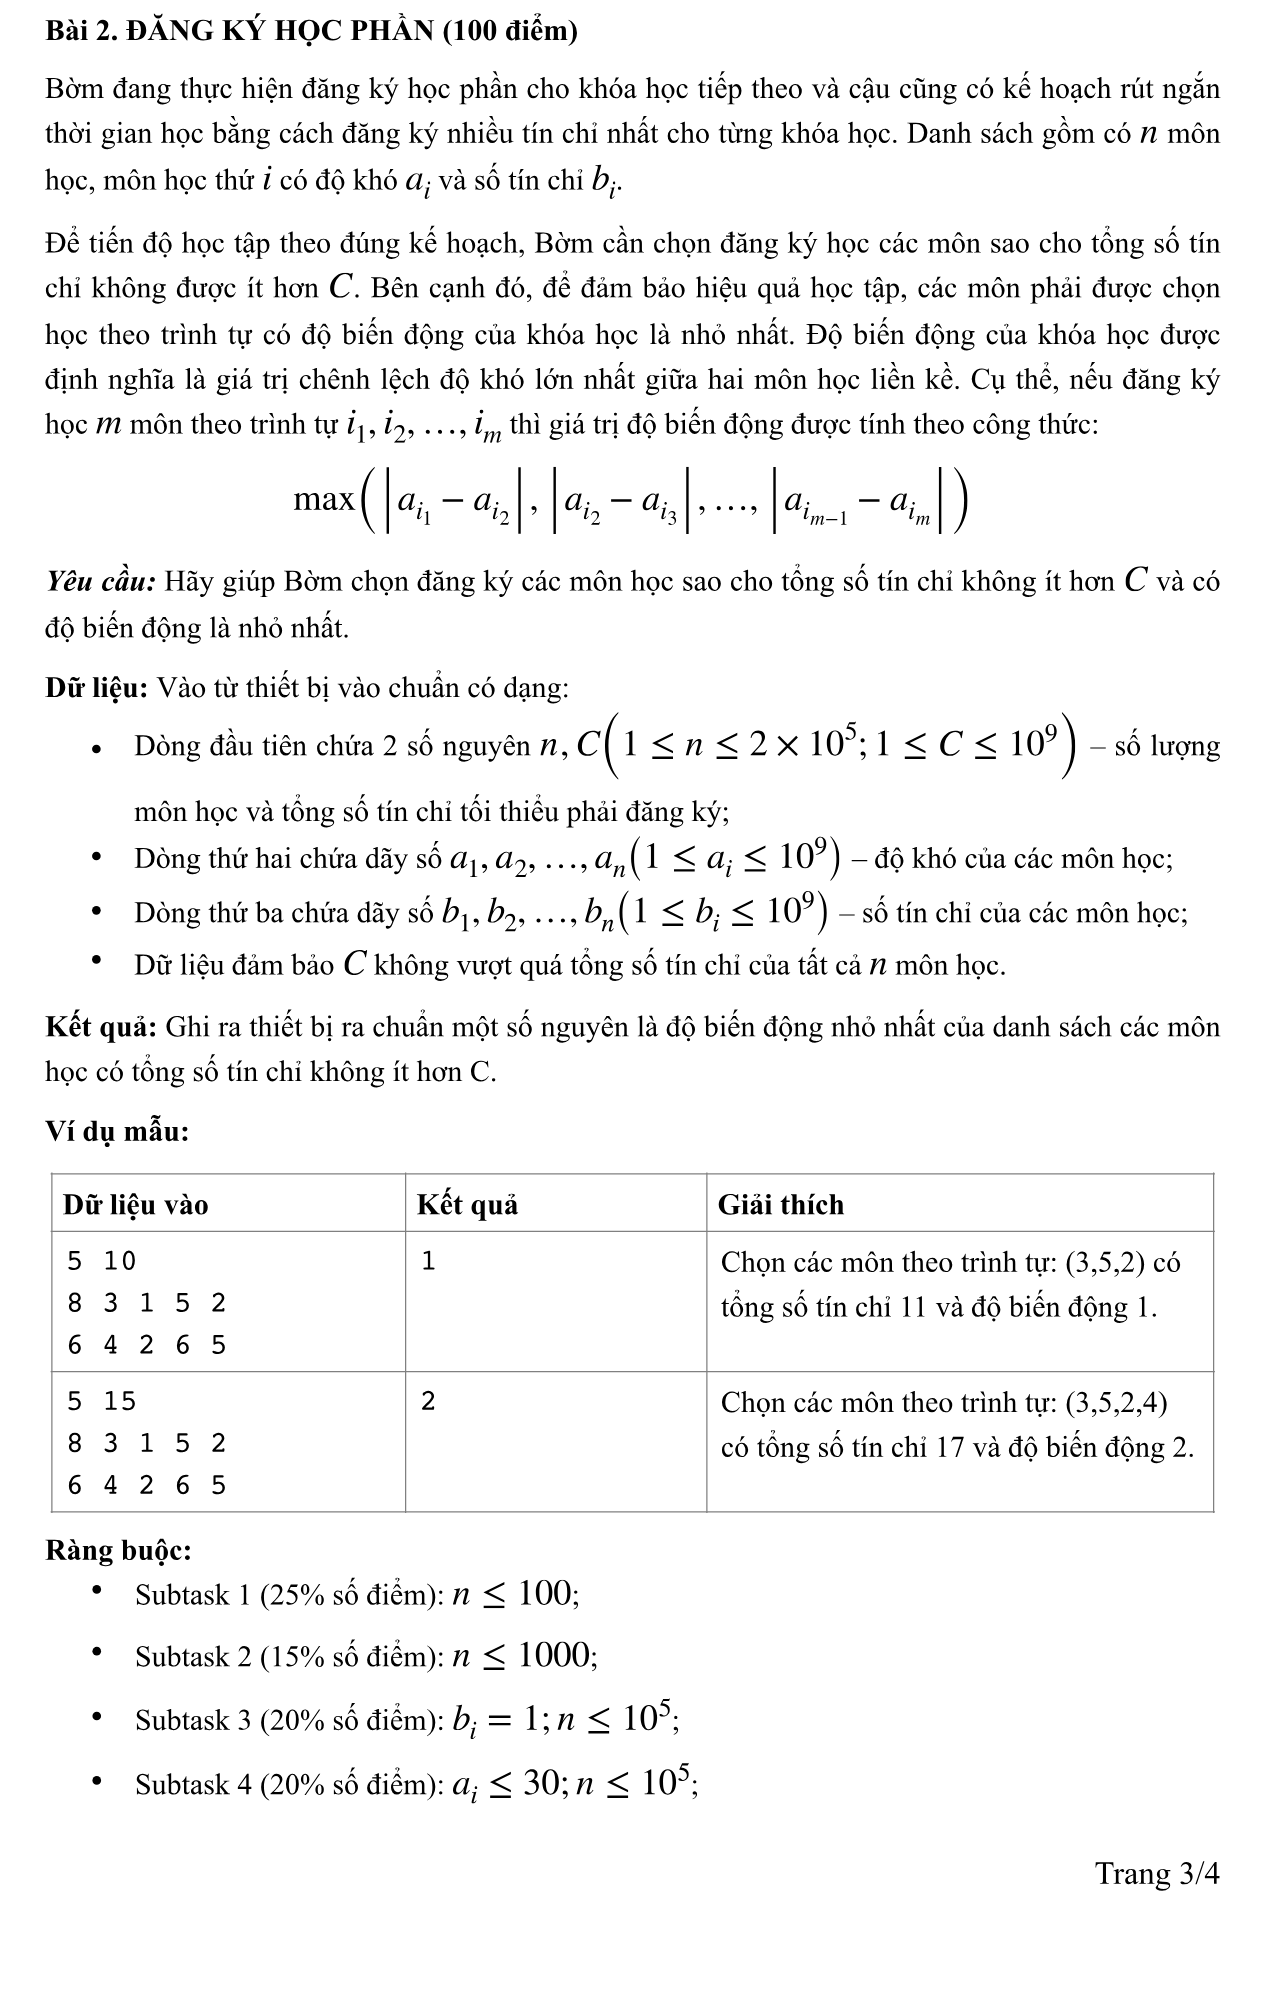 Bài 2. ĐĂNG KÝ HỌC PHẦN (100 điểm)
Bờm đang thực hiện đăng ký học phần cho khóa học tiếp theo và cậu cũng có kế hoạch rút ngắn
thời gian học bằng cách đăng ký nhiều tín chỉ nhất cho từng khóa học. Danh sách gồm có n môn
học, môn học thứ i có độ khó a_i và số tín chỉ b_i.
Để tiến độ học tập theo đúng kế hoạch, Bờm cần chọn đăng ký học các môn sao cho tổng số tín
chỉ không được ít hơn C. Bên cạnh đó, để đảm bảo hiệu quả học tập, các môn phải được chọn
học theo trình tự có độ biến động của khóa học là nhỏ nhất. Độ biến động của khóa học được
định nghĩa là giá trị chênh lệch độ khó lớn nhất giữa hai môn học liền kề. Cụ thể, nếu đăng ký
học m môn theo trình tự i_1, i_2, …, i_m thì giá trị độ biến động được tính theo công thức:
max(|a_{i_1} − a_{i_2}|, |a_{i_2} − a_{i_3}|, …, |a_{i_{m−1}} − a_{i_m}|)
Yêu cầu: Hãy giúp Bờm chọn đăng ký các môn học sao cho tổng số tín chỉ không ít hơn C và có
độ biến động là nhỏ nhất.
Dữ liệu: Vào từ thiết bị vào chuẩn có dạng:
• Dòng đầu tiên chứa 2 số nguyên n, C(1 ≤ n ≤ 2 × 10^5; 1 ≤ C ≤ 10^9) – số lượng
môn học và tổng số tín chỉ tối thiểu phải đăng ký;
• Dòng thứ hai chứa dãy số a_1, a_2, …, a_n(1 ≤ a_i ≤ 10^9) – độ khó của các môn học;
• Dòng thứ ba chứa dãy số b_1, b_2, …, b_n(1 ≤ b_i ≤ 10^9) – số tín chỉ của các môn học;
• Dữ liệu đảm bảo C không vượt quá tổng số tín chỉ của tất cả n môn học.
Kết quả: Ghi ra thiết bị ra chuẩn một số nguyên là độ biến động nhỏ nhất của danh sách các môn
học có tổng số tín chỉ không ít hơn C.
Ví dụ mẫu:
Dữ liệu vào Kết quả Giải thích
5 10 1 Chọn các môn theo trình tự: (3,5,2) có
8 3 1 5 2 tổng số tín chỉ 11 và độ biến động 1.
6 4 2 6 5
5 15 2 Chọn các môn theo trình tự: (3,5,2,4)
8 3 1 5 2 có tổng số tín chỉ 17 và độ biến động 2.
6 4 2 6 5
Ràng buộc:
• Subtask 1 (25% số điểm): n ≤ 100;
• Subtask 2 (15% số điểm): n ≤ 1000;
• Subtask 3 (20% số điểm): b_i = 1; n ≤ 10^5;
• Subtask 4 (20% số điểm): a_i ≤ 30; n ≤ 10^5;
Trang 3/4